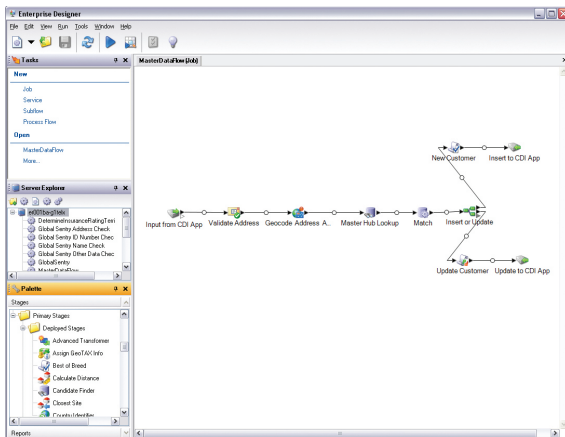 Enterprise Designer
File Edit View Run Tools Window Help
Tasks
New
Job
Service
Subflow
Process Flow
Open
MasterDataFlow
More...
Server Explorer
DetermineInsuranceRatingTerri
Global Sentry Address Check
Global Sentry ID Number Chec
Global Sentry Name Check
Global Sentry Other Data Chec
GlobalSentry
MasterDataFlow
Palette
Stages
Primary Stages
Deployed Stages
Advanced Transformer
Assign GeoTAX Info
Best of Breed
Calculate Distance
Candidate Finder
Closest Site
Country Identifier
Reports
MasterDataFlow (Job)
New Customer Insert to CDI App
Input from CDI App Validate Address Geocode Address A... Master Hub Lookup Match Insert or Update
Update Customer Update to CDI App